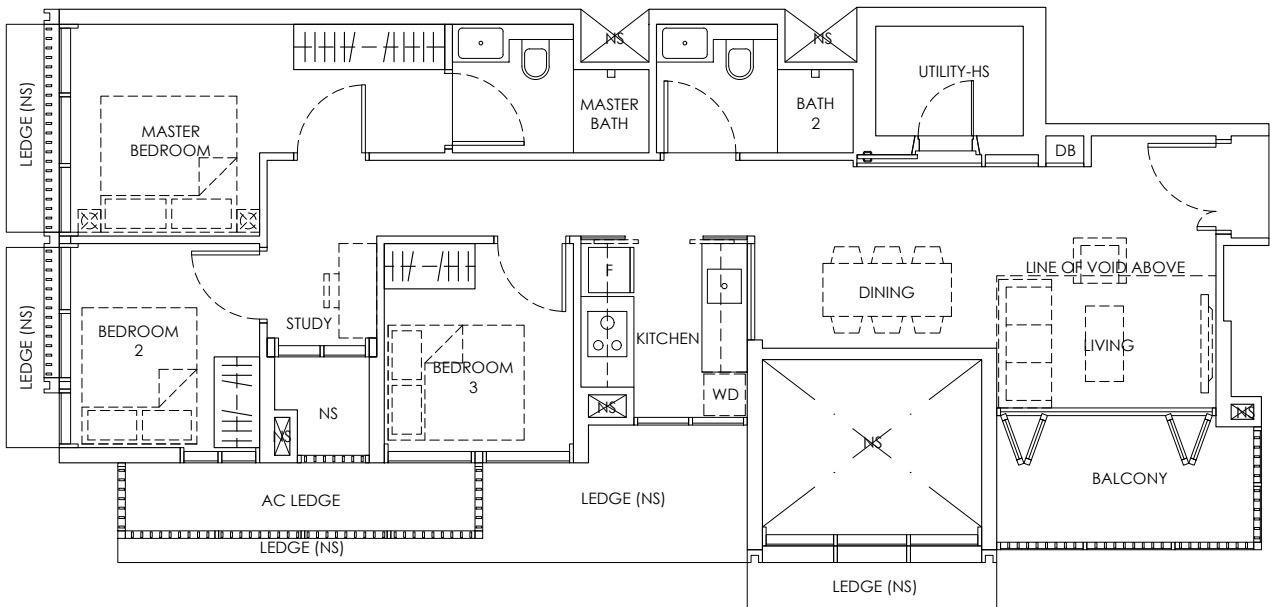 NS
NS
UTILITY-HS
LEDGE (NS)
MASTER
BEDROOM
MASTER
BATH
BATH
2
DB
LINE OF VOID ABOVE
F
DINING
LEDGE (NS)
BEDROOM
2
STUDY
KITCHEN
LIVING
BEDROOM
3
WD
NS
NS
NS
NS
NS
BALCONY
AC LEDGE
LEDGE (NS)
LEDGE (NS)
LEDGE (NS)